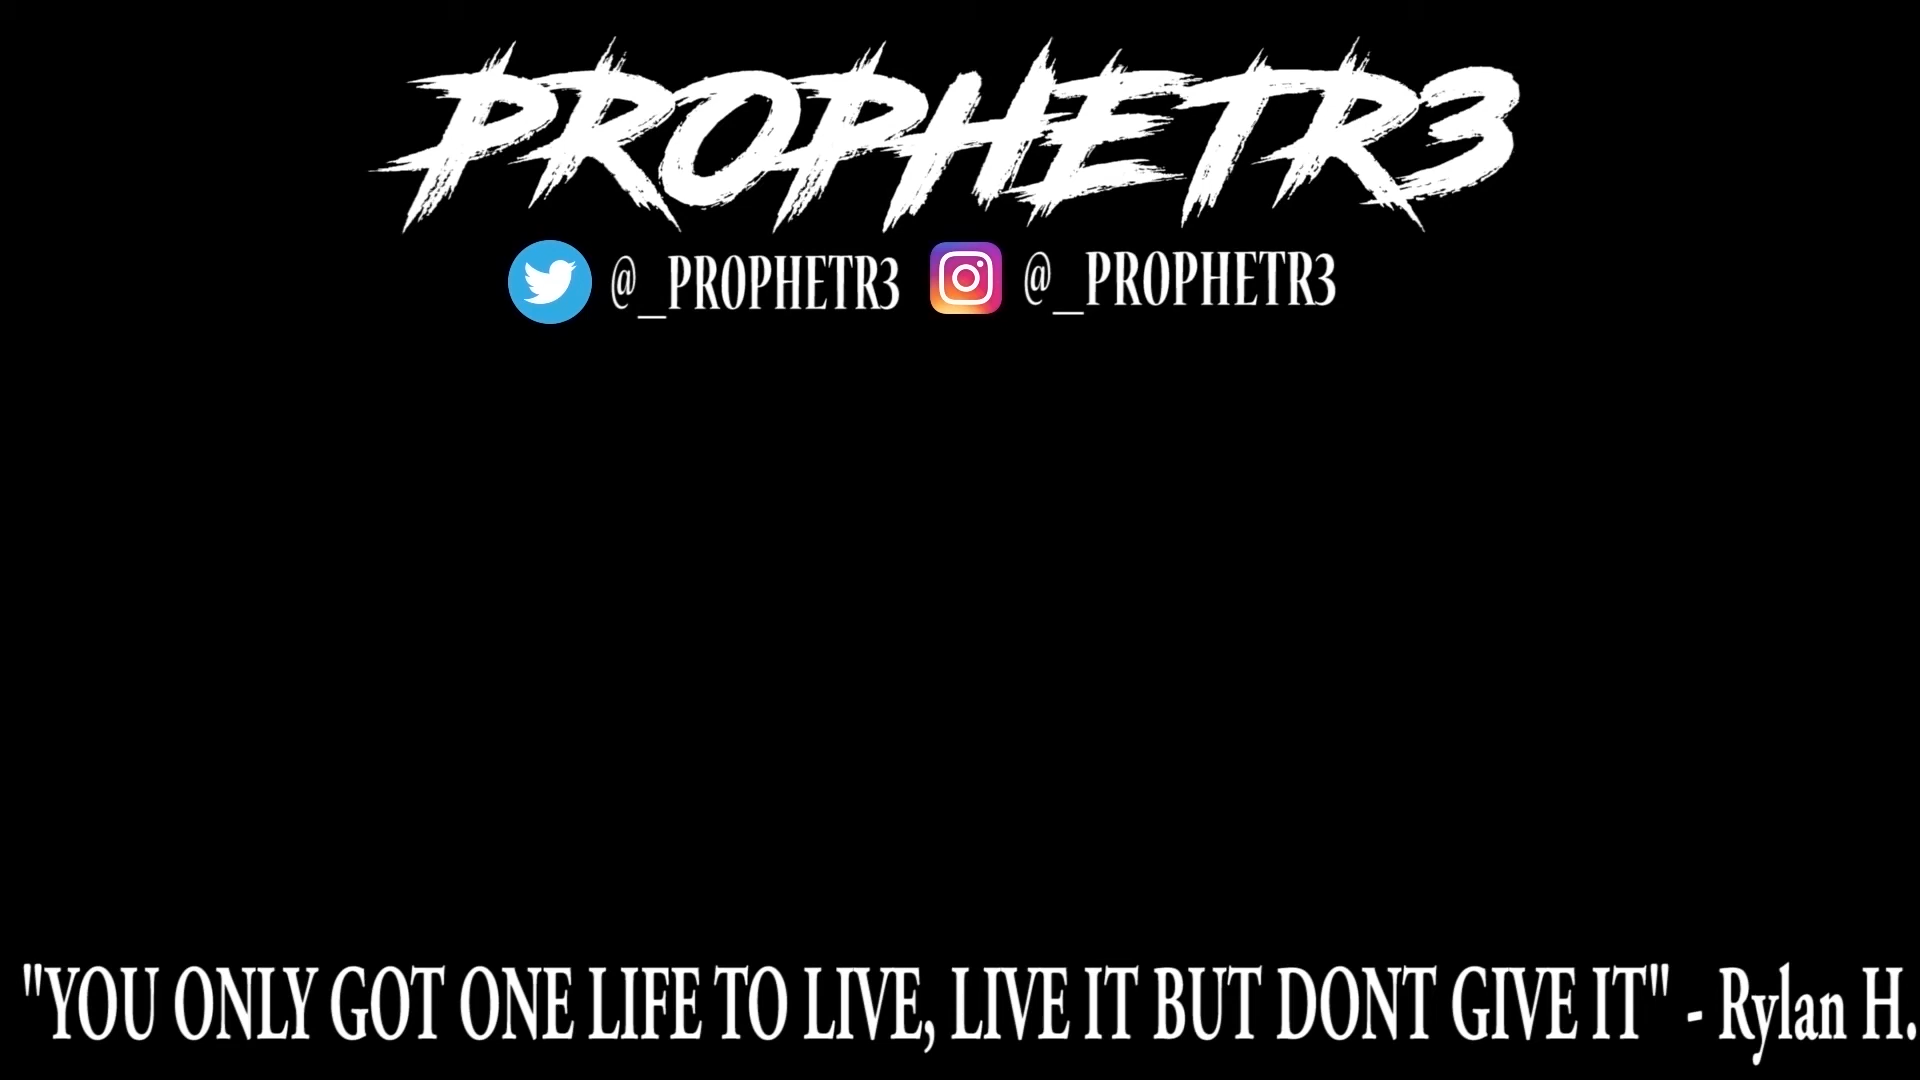 PROPHETR3
@_PROPHETR3 @_PROPHETR3
"YOU ONLY GOT ONE LIFE TO LIVE, LIVE IT BUT DONT GIVE IT" - Rylan H.